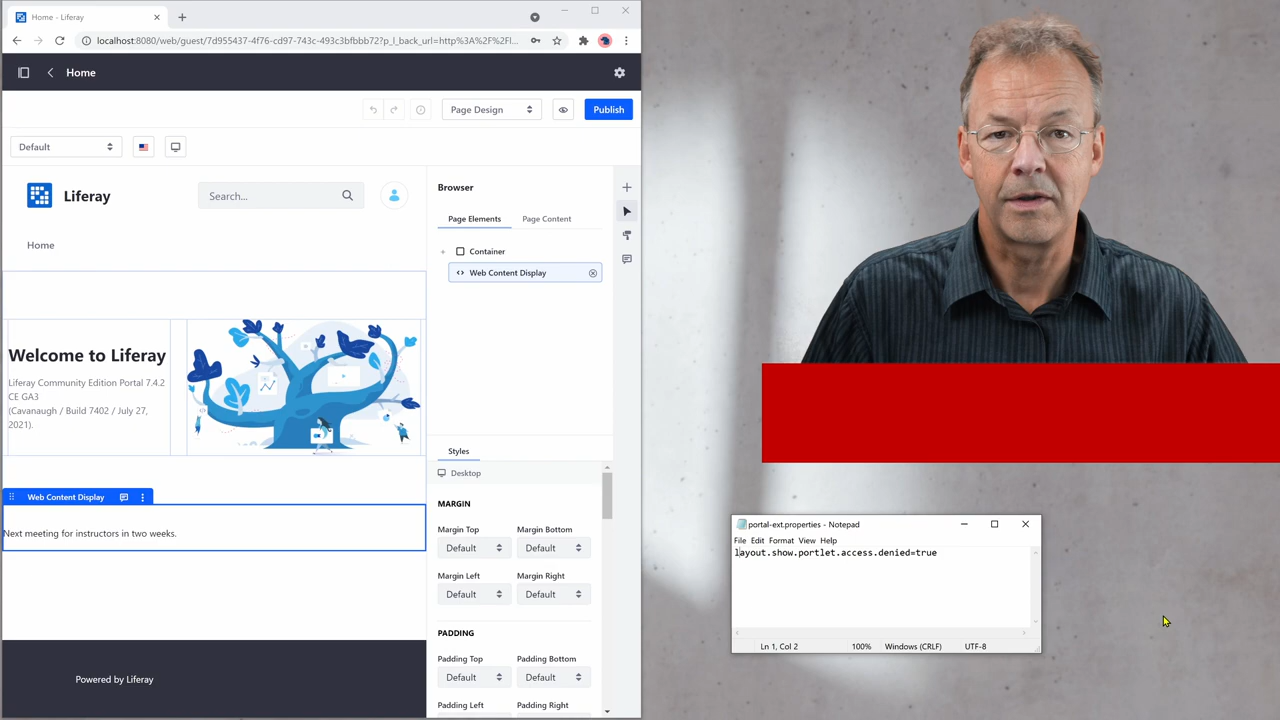 Home - Liferay
localhost:8080/web/guest/7d955437-4f76-cd97-743c-493c3bfbbb72?p_l_back_url=http%3A%2F%2Fl...
Home
Page Design
Publish
Default
Liferay
Search...
Home
Welcome to Liferay
Liferay Community Edition Portal 7.4.2
CE GA3
(Cavanaugh / Build 7402 / July 27,
2021).
Web Content Display
Next meeting for instructors in two weeks.
Powered by Liferay
Browser
Page Elements
Page Content
Container
Web Content Display
Styles
Desktop
MARGIN
Margin Top
Margin Bottom
Default
Default
Margin Left
Margin Right
Default
Default
PADDING
Padding Top
Padding Bottom
Default
Default
Padding Left
Padding Right
portal-ext.properties - Notepad
File Edit Format View Help
layout.show.portlet.access.denied=true
Ln 1, Col 2
100%
Windows (CRLF)
UTF-8